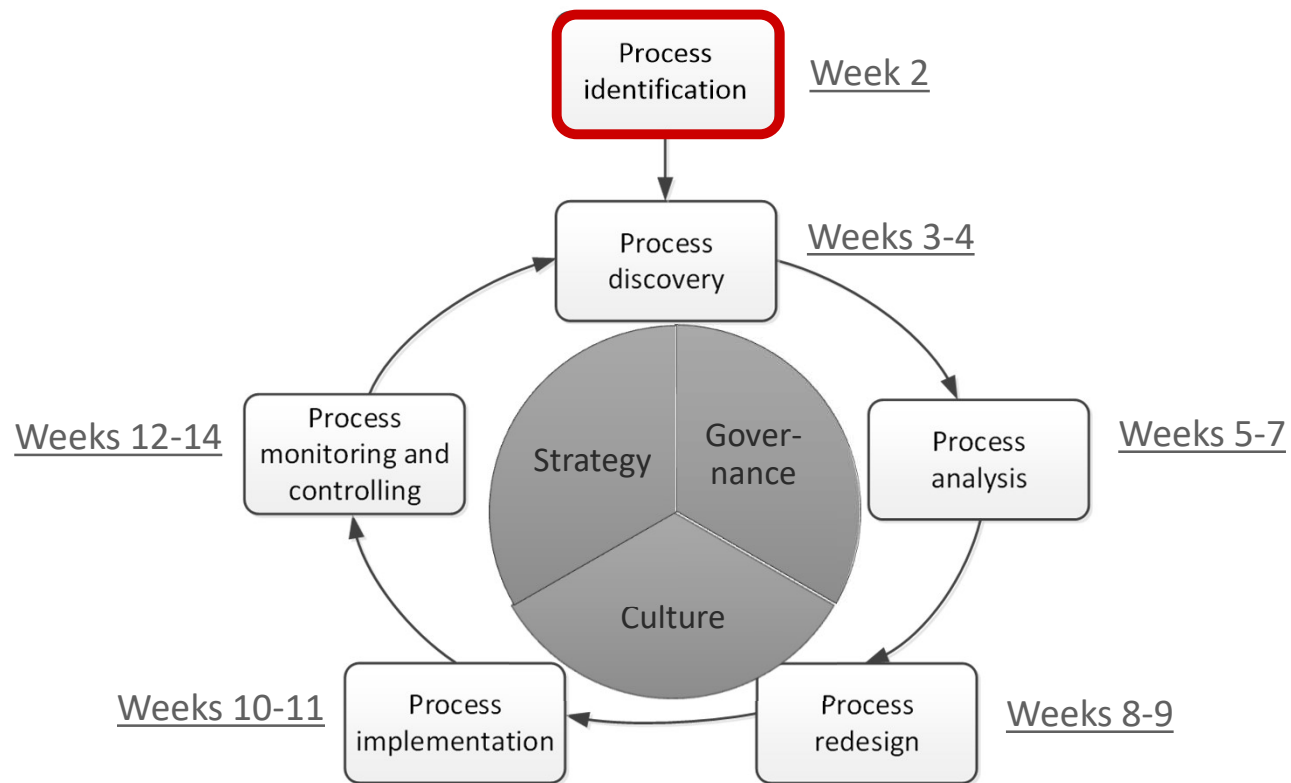 Process
identification
Week 2
Process
discovery
Weeks 3-4
Process
monitoring and
controlling
Weeks 12-14
Strategy
Gover-
nance
Process
analysis
Weeks 5-7
Culture
Weeks 10-11
Process
implementation
Process
redesign
Weeks 8-9